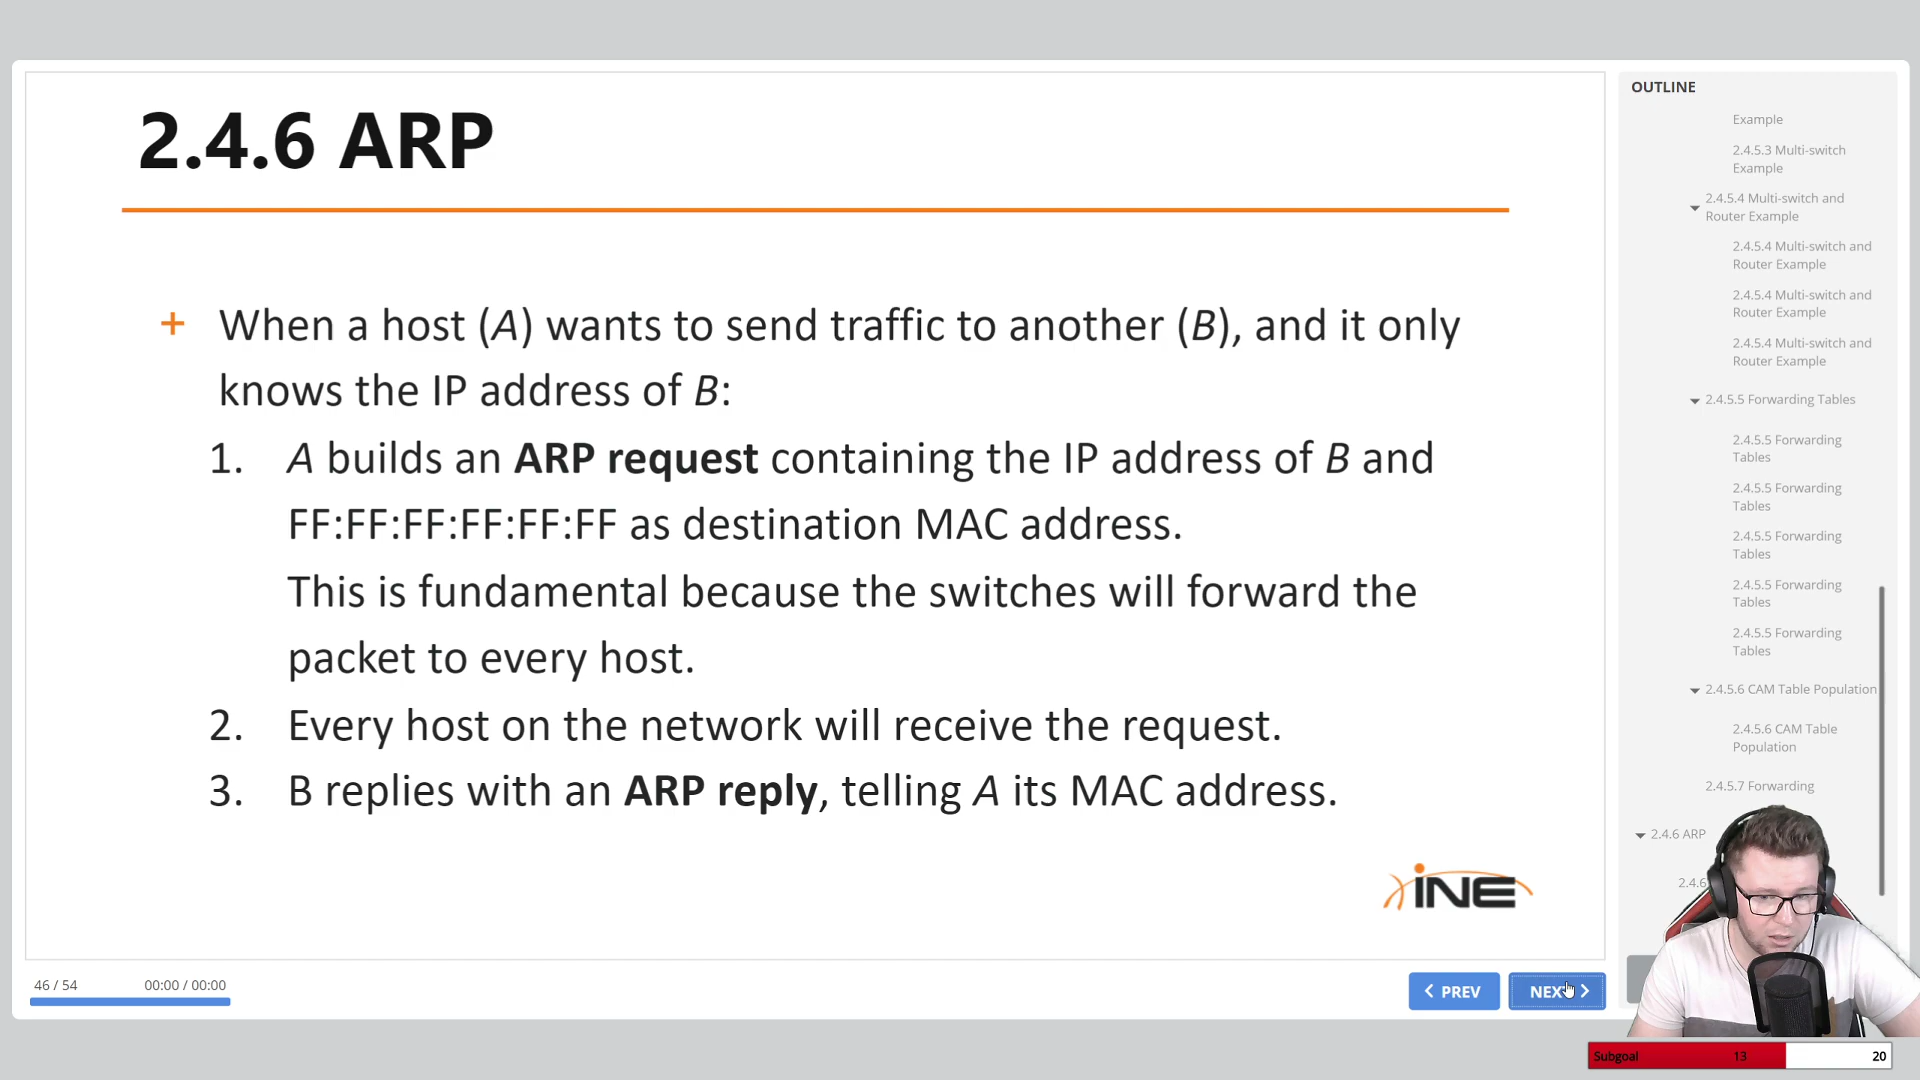 2.4.6 ARP
+ When a host (A) wants to send traffic to another (B), and it only
knows the IP address of B:
1. A builds an ARP request containing the IP address of B and
FF:FF:FF:FF:FF:FF as destination MAC address.
This is fundamental because the switches will forward the
packet to every host.
2. Every host on the network will receive the request.
3. B replies with an ARP reply, telling A its MAC address.
INE
46 / 54
00:00 / 00:00
PREV
NEXT
OUTLINE
Example
2.4.5.3 Multi-switch
Example
2.4.5.4 Multi-switch and
Router Example
2.4.5.4 Multi-switch and
Router Example
2.4.5.4 Multi-switch and
Router Example
2.4.5.4 Multi-switch and
Router Example
2.4.5.5 Forwarding Tables
2.4.5.5 Forwarding
Tables
2.4.5.5 Forwarding
Tables
2.4.5.5 Forwarding
Tables
2.4.5.5 Forwarding
Tables
2.4.5.5 Forwarding
Tables
2.4.5.6 CAM Table Population
2.4.5.6 CAM Table
Population
2.4.5.7 Forwarding
2.4.6 ARP
2.4.6
Subgoal 13 20